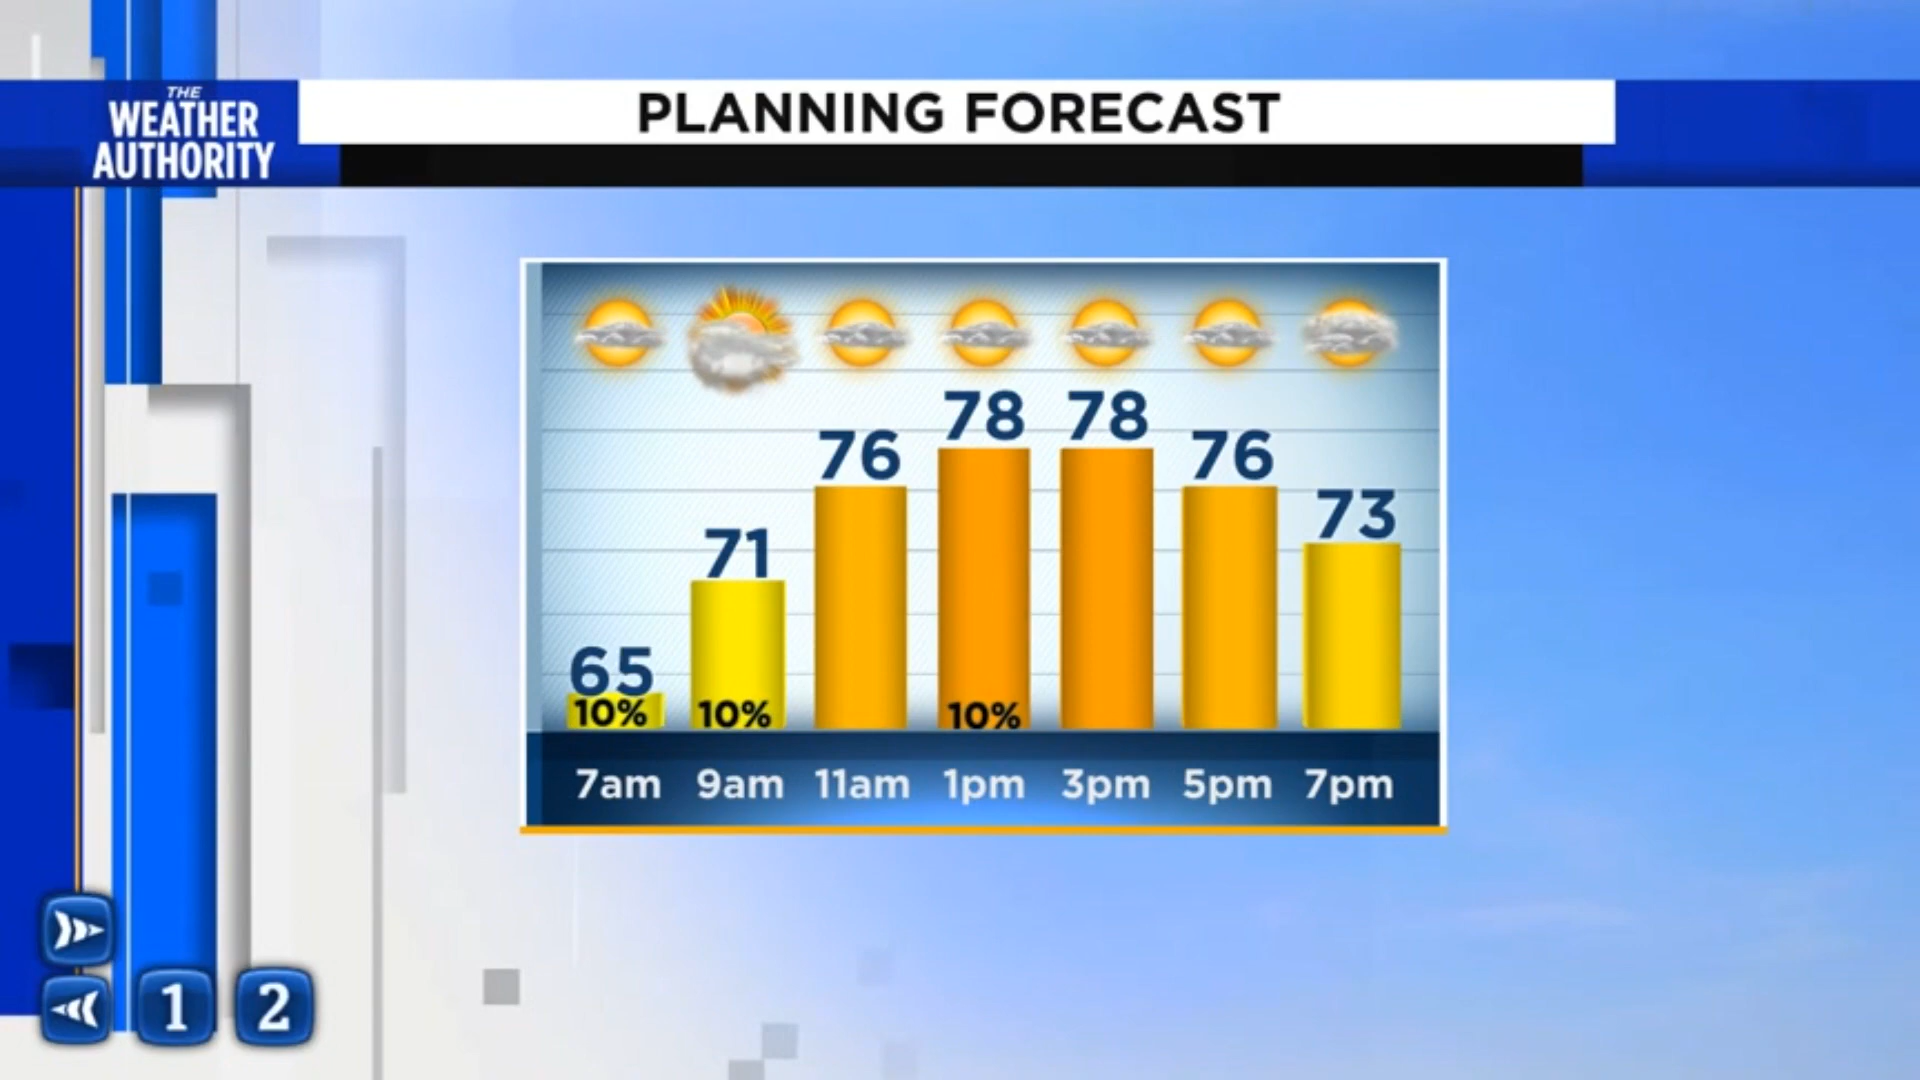 THE
WEATHER
AUTHORITY
PLANNING FORECAST
65 71 76 78 78 76 73
10% 10% 10%
7am 9am 11am 1pm 3pm 5pm 7pm
1 2